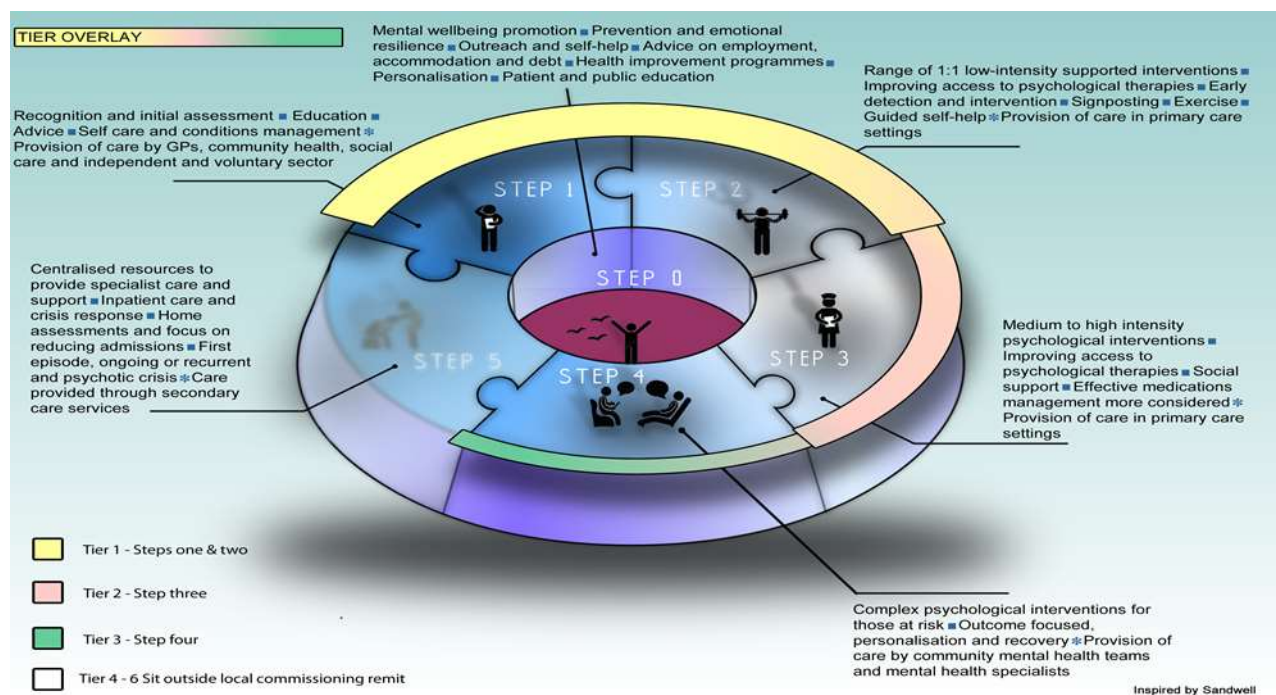 TIER OVERLAY
Mental wellbeing promotion ■ Prevention and emotional
resilience ■ Outreach and self-help ■ Advice on employment,
accommodation and debt ■ Health improvement programmes ■
Personalisation ■ Patient and public education
Recognition and initial assessment ■ Education ■
Advice ■ Self care and conditions management *
Provision of care by GPs, community health, social
care and independent and voluntary sector
Range of 1:1 low-intensity supported interventions ■
Improving access to psychological therapies ■ Early
detection and intervention ■ Signposting ■ Exercise ■
Guided self-help * Provision of care in primary care
settings
STEP 1
STEP 2
STEP 0
STEP 3
STEP 4
STEP 5
Centralised resources to
provide specialist care and
support ■ Inpatient care and
crisis response ■ Home
assessments and focus on
reducing admissions ■ First
episode, ongoing or recurrent
and psychotic crisis * Care
provided through secondary
care services
Medium to high intensity
psychological interventions ■
Improving access to
psychological therapies ■ Social
support ■ Effective medications
management more considered *
Provision of care in primary care
settings
Tier 1 - Steps one & two
Tier 2 - Step three
Tier 3 - Step four
Tier 4 - 6 Sit outside local commissioning remit
Complex psychological interventions for
those at risk ■ Outcome focused,
personalisation and recovery * Provision of
care by community mental health teams
and mental health specialists
Inspired by Sandwell